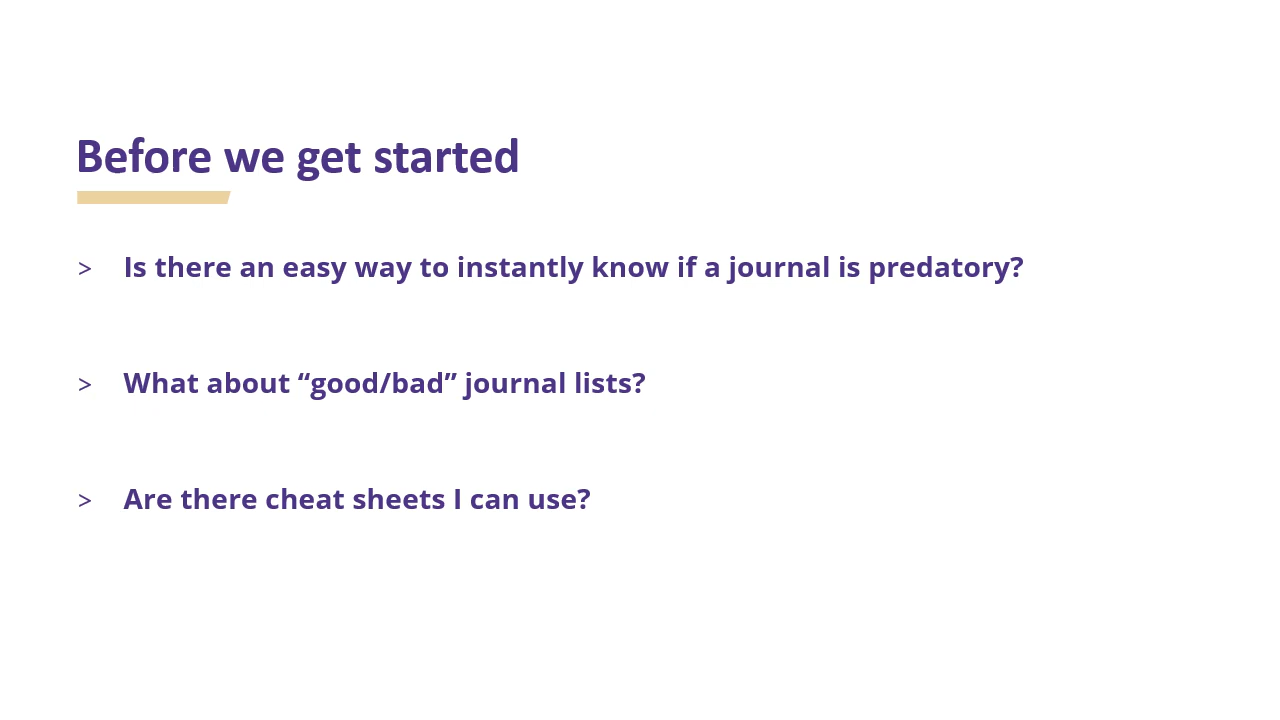 Before we get started
> Is there an easy way to instantly know if a journal is predatory?
> What about “good/bad” journal lists?
> Are there cheat sheets I can use?